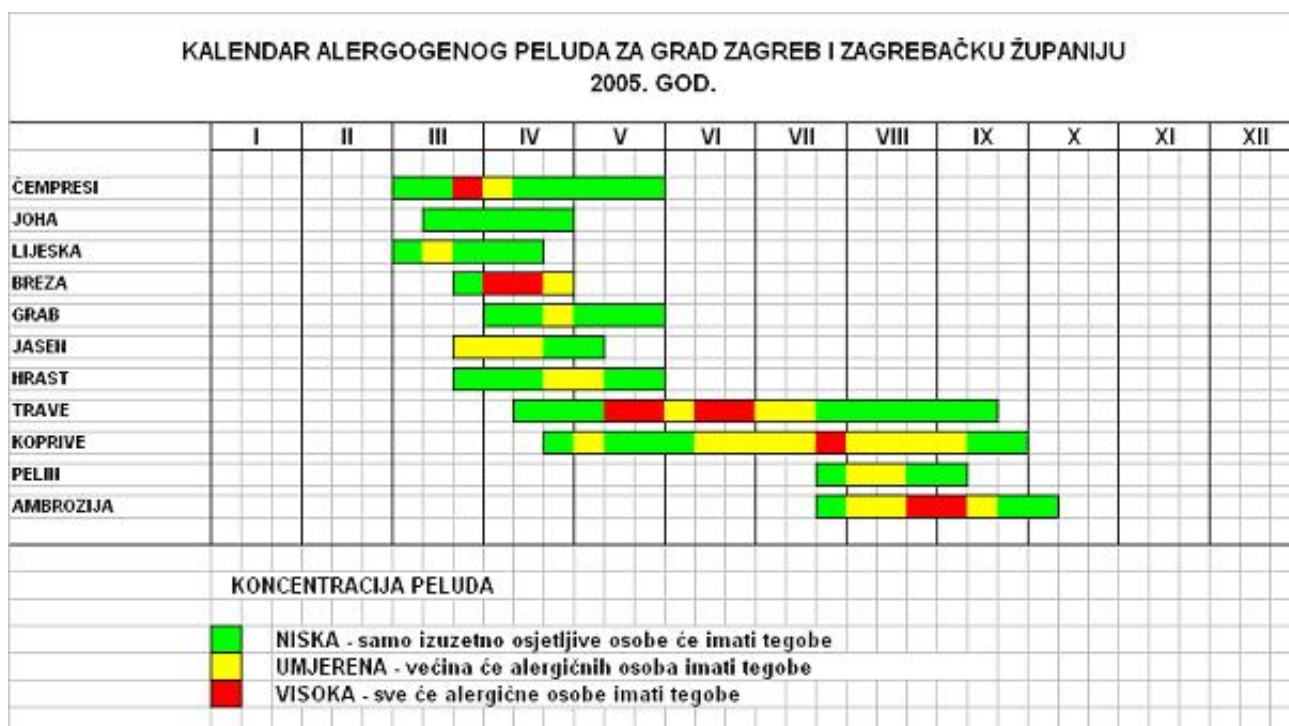 KALENDAR ALERGOGENOG PELUDA ZA GRAD ZAGREB I ZAGREBAČKU ŽUPANIJU
2005. GOD.
I II III IV V VI VII VIII IX X XI XII
ČEMPRESI
JOHA
LIJESKA
BREZA
GRAB
JASEN
HRAST
TRAVE
KOPRIVE
PELIN
AMBROZIJA
KONCENTRACIJA PELUDA
NISKA - samo izuzetno osjetljive osobe će imati tegobe
UMJERENA - većina će alergičnih osoba imati tegobe
VISOKA - sve će alergične osobe imati tegobe